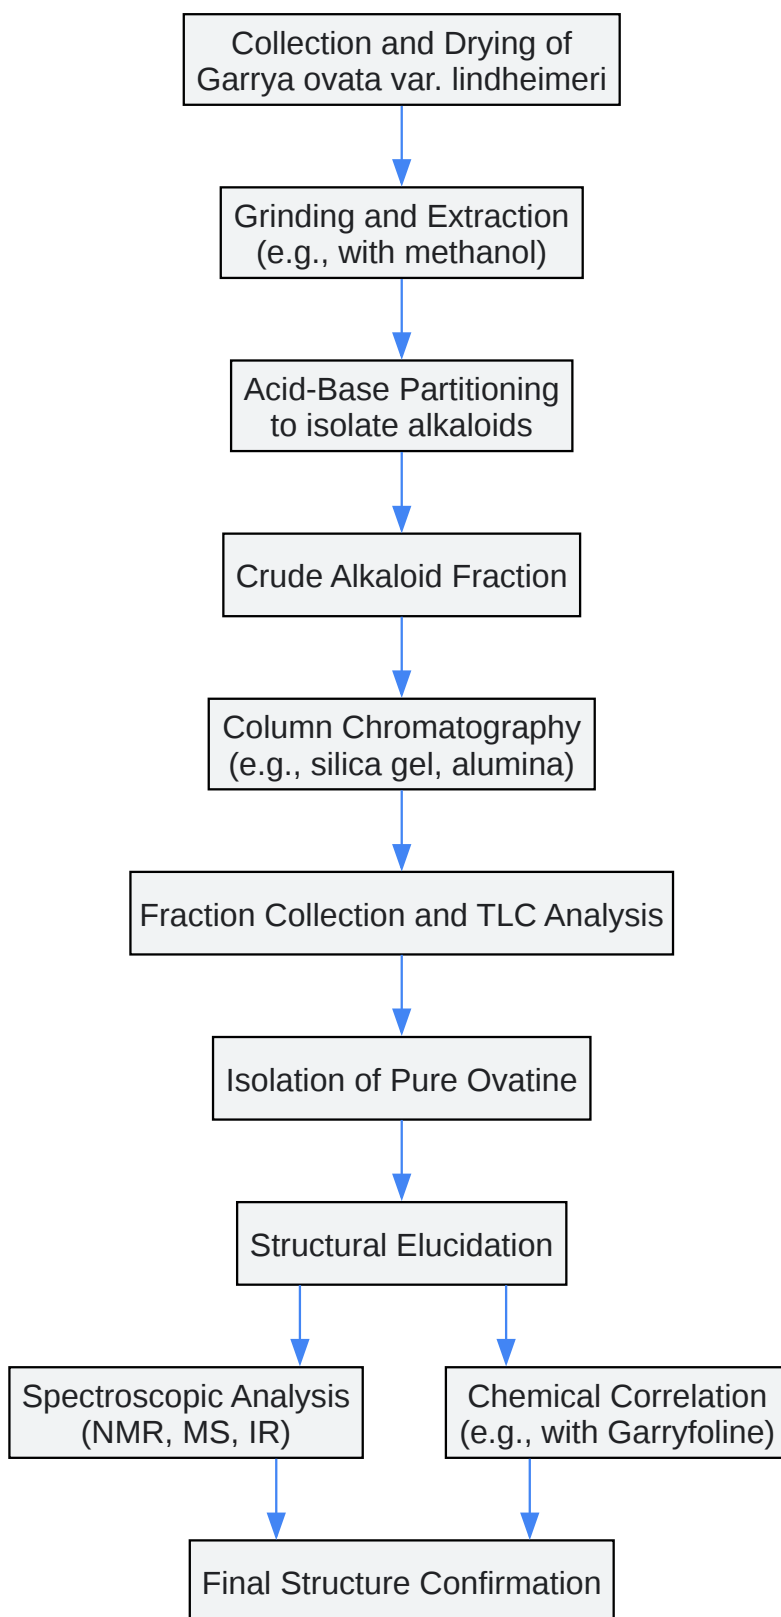 Collection and Drying of
Garrya ovata var. lindheimeri
Grinding and Extraction
(e.g., with methanol)
Acid-Base Partitioning
to isolate alkaloids
Crude Alkaloid Fraction
Column Chromatography
(e.g., silica gel, alumina)
Fraction Collection and TLC Analysis
Isolation of Pure Ovatine
Structural Elucidation
Spectroscopic Analysis
(NMR, MS, IR)
Chemical Correlation
(e.g., with Garryfoline)
Final Structure Confirmation